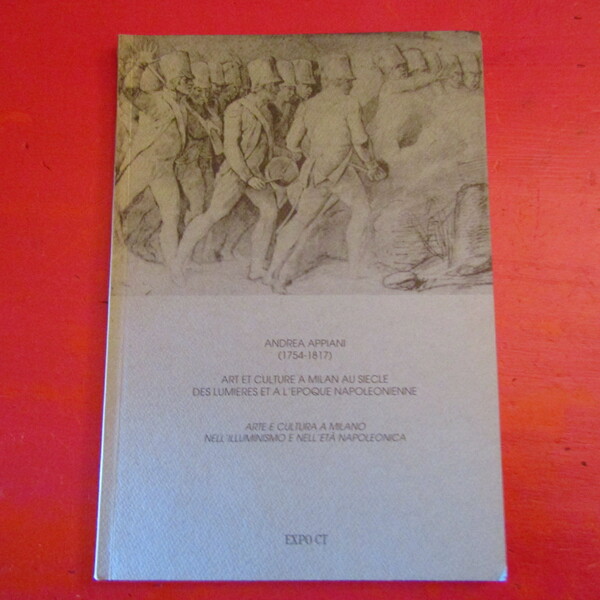 ANDREA APPIANI
(1754-1817)
ART ET CULTURE A MILAN AU SIECLE
DES LUMIERES ET A L'EPOQUE NAPOLEONIENNE
ARTE E CULTURA A MILANO
NELL'ILLUMINISMO E NELL'ETÀ NAPOLEONICA
EXPO CT